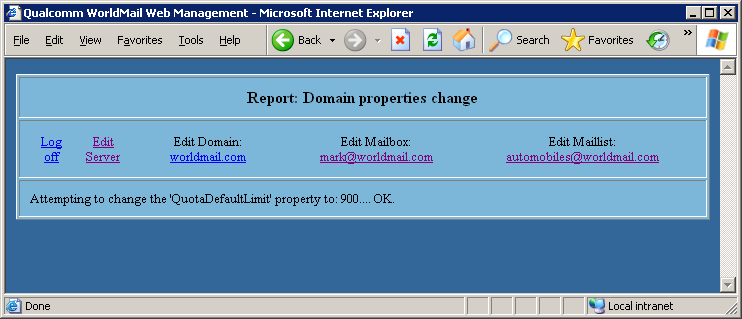 Qualcomm WorldMail Web Management - Microsoft Internet Explorer
File Edit View Favorites Tools Help Back Search Favorites »
Report: Domain properties change
Log Edit Edit Domain: Edit Mailbox: Edit Maillist:
off Server worldmail.com mark@worldmail.com automobiles@worldmail.com
Attempting to change the 'QuotaDefaultLimit' property to: 900.... OK.
Done Local intranet